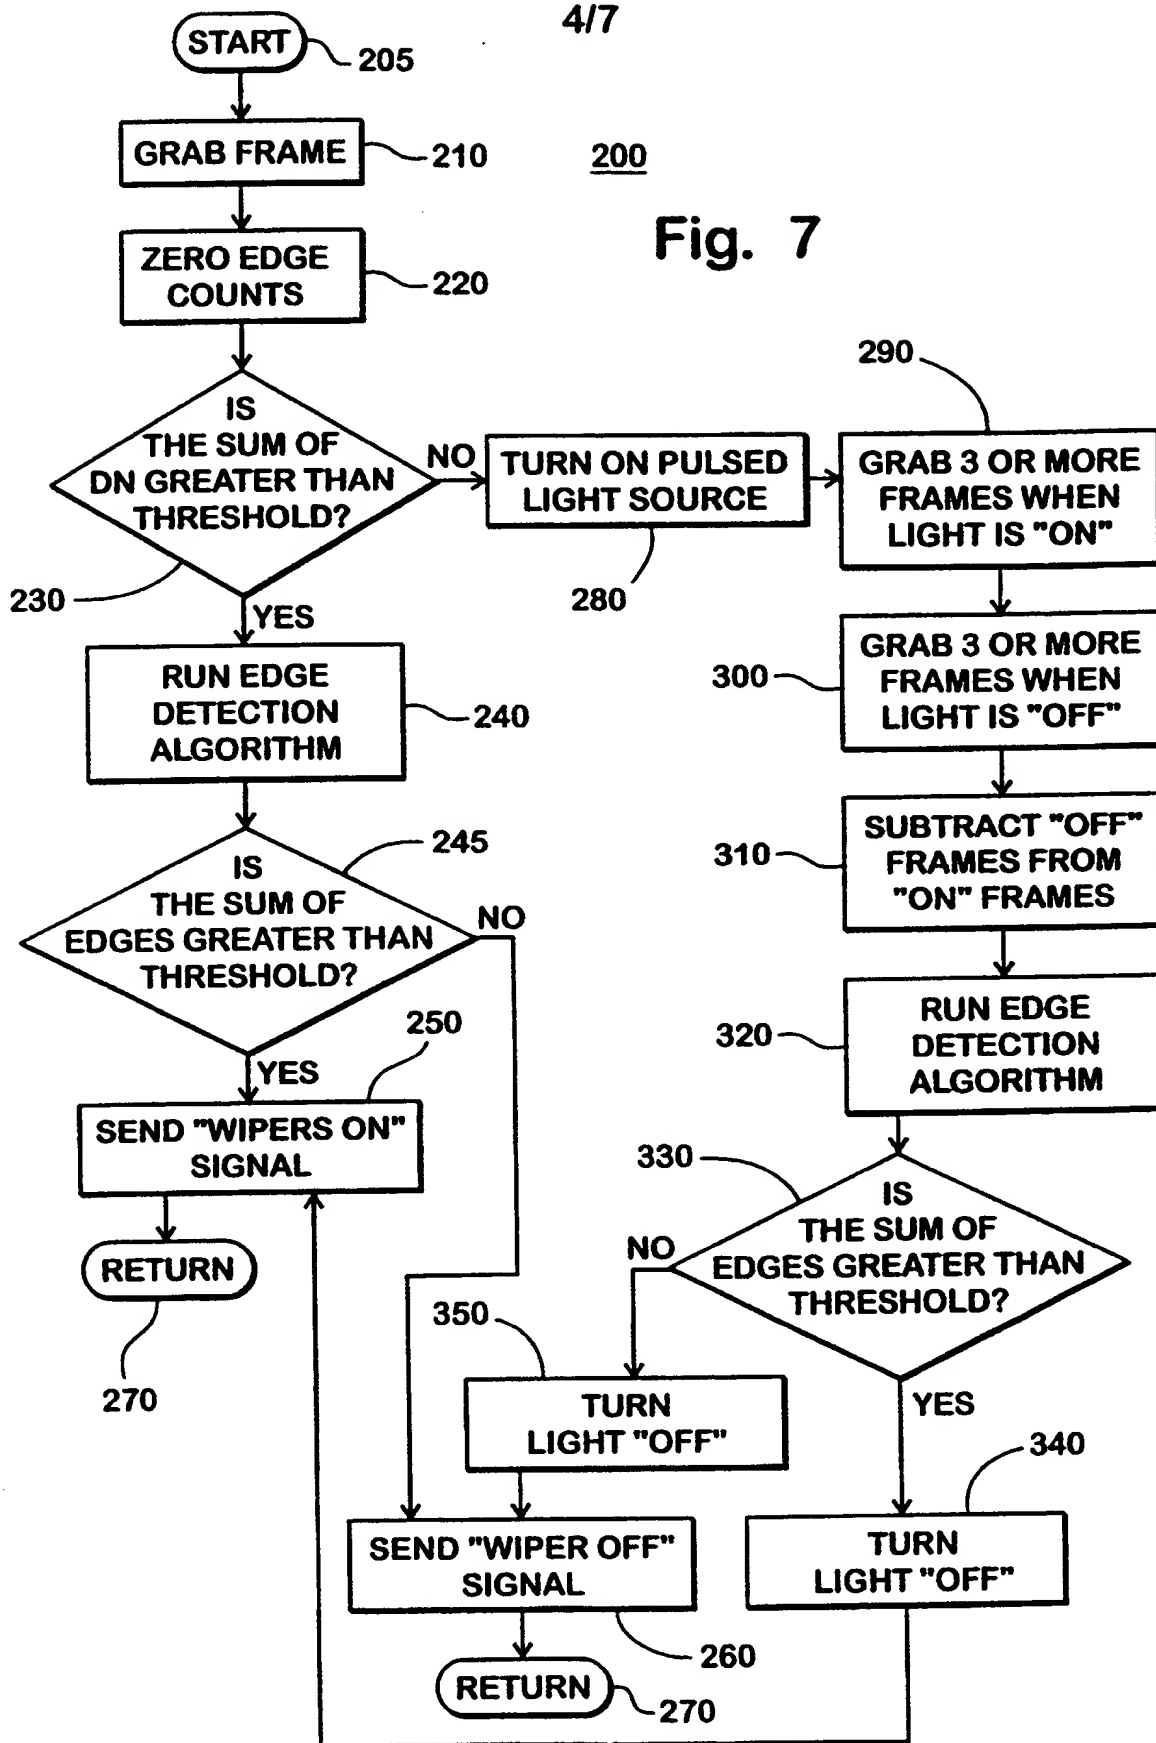 4/7
START
205
GRAB FRAME
210
200
Fig. 7
ZERO EDGE
COUNTS
220
IS
THE SUM OF
DN GREATER THAN
THRESHOLD?
230
NO
YES
TURN ON PULSED
LIGHT SOURCE
280
290
GRAB 3 OR MORE
FRAMES WHEN
LIGHT IS "ON"
GRAB 3 OR MORE
FRAMES WHEN
LIGHT IS "OFF"
300
SUBTRACT "OFF"
FRAMES FROM
"ON" FRAMES
310
RUN EDGE
DETECTION
ALGORITHM
320
RUN EDGE
DETECTION
ALGORITHM
240
245
IS
THE SUM OF
EDGES GREATER THAN
THRESHOLD?
NO
YES
250
SEND "WIPERS ON"
SIGNAL
RETURN
270
330
IS
THE SUM OF
EDGES GREATER THAN
THRESHOLD?
NO
YES
350
TURN
LIGHT "OFF"
340
TURN
LIGHT "OFF"
SEND "WIPER OFF"
SIGNAL
260
RETURN
270